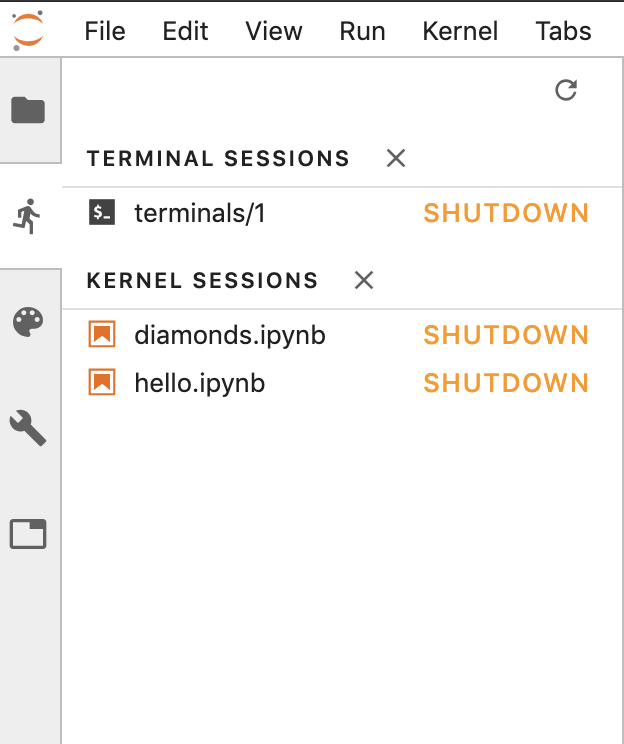 File Edit View Run Kernel Tabs
TERMINAL SESSIONS
$_ terminals/1 SHUTDOWN
KERNEL SESSIONS
diamonds.ipynb SHUTDOWN
hello.ipynb SHUTDOWN